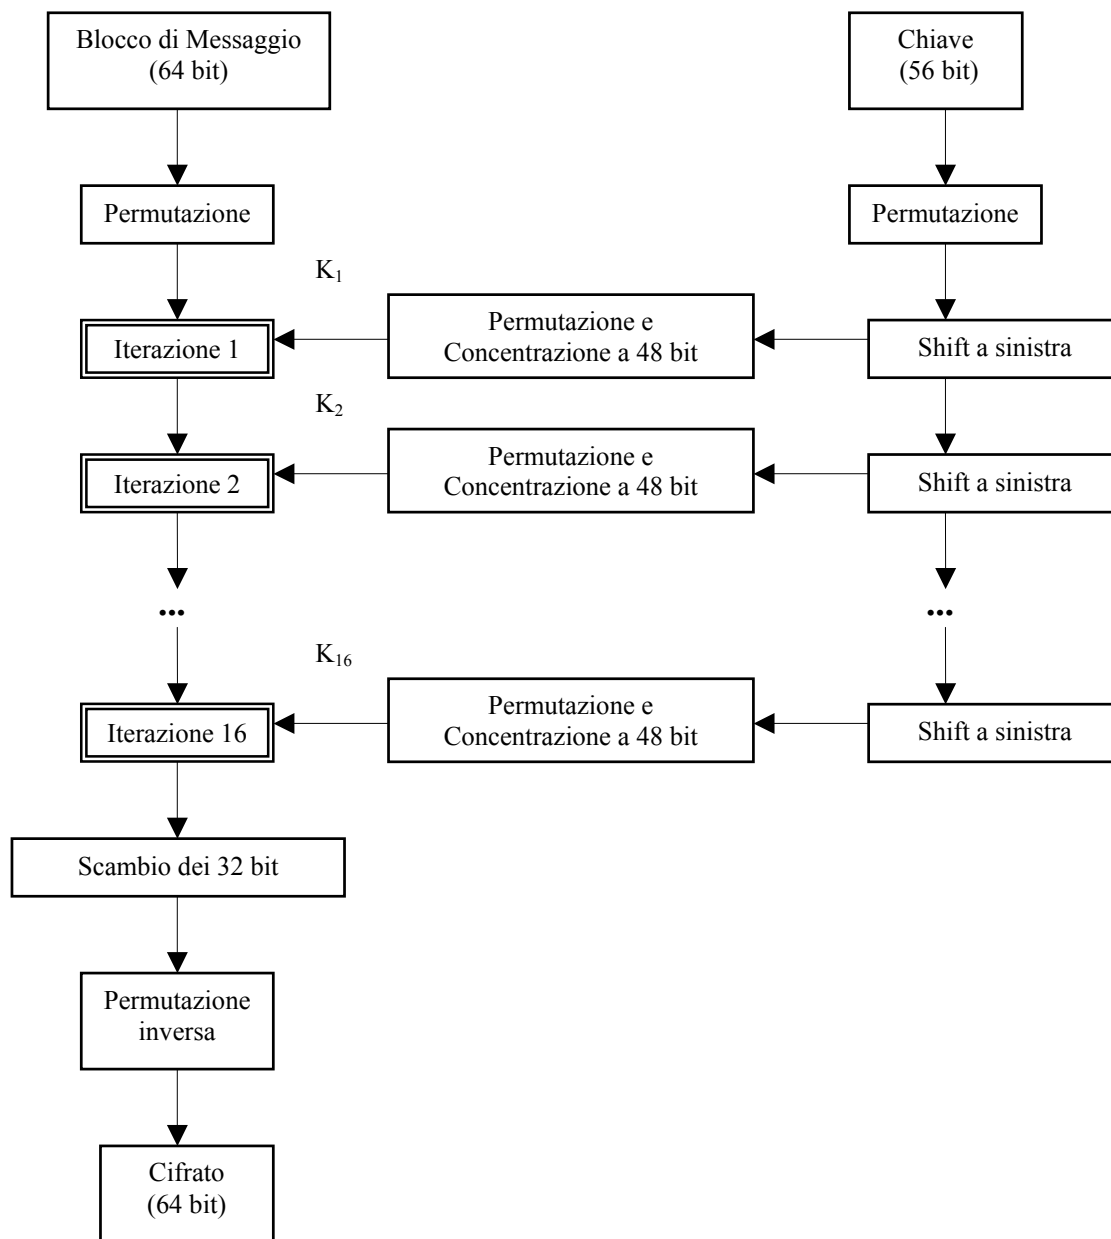 Blocco di Messaggio
(64 bit)
Chiave
(56 bit)
Permutazione
Permutazione
K1
Iterazione 1
Permutazione e
Concentrazione a 48 bit
Shift a sinistra
K2
Iterazione 2
Permutazione e
Concentrazione a 48 bit
Shift a sinistra
...
...
K16
Iterazione 16
Permutazione e
Concentrazione a 48 bit
Shift a sinistra
Scambio dei 32 bit
Permutazione
inversa
Cifrato
(64 bit)